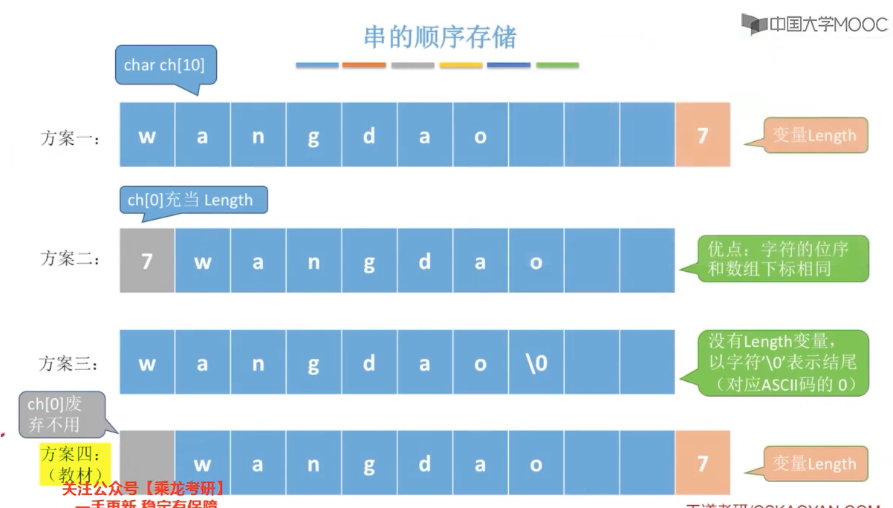 中国大学MOOC
串的顺序存储
char ch[10]
方案一：
w a n g d a o
7
变量Length
ch[0]充当 Length
方案二：
7 w a n g d a o
优点：字符的位序
和数组下标相同
方案三：
w a n g d a o \0
没有Length变量，
以字符'\0'表示结尾
（对应ASCII码的 0）
ch[0]废
弃不用
方案四：
（教材）
w a n g d a o
7
变量Length
关注公众号【乘龙考研】
一手更新 稳定有保障